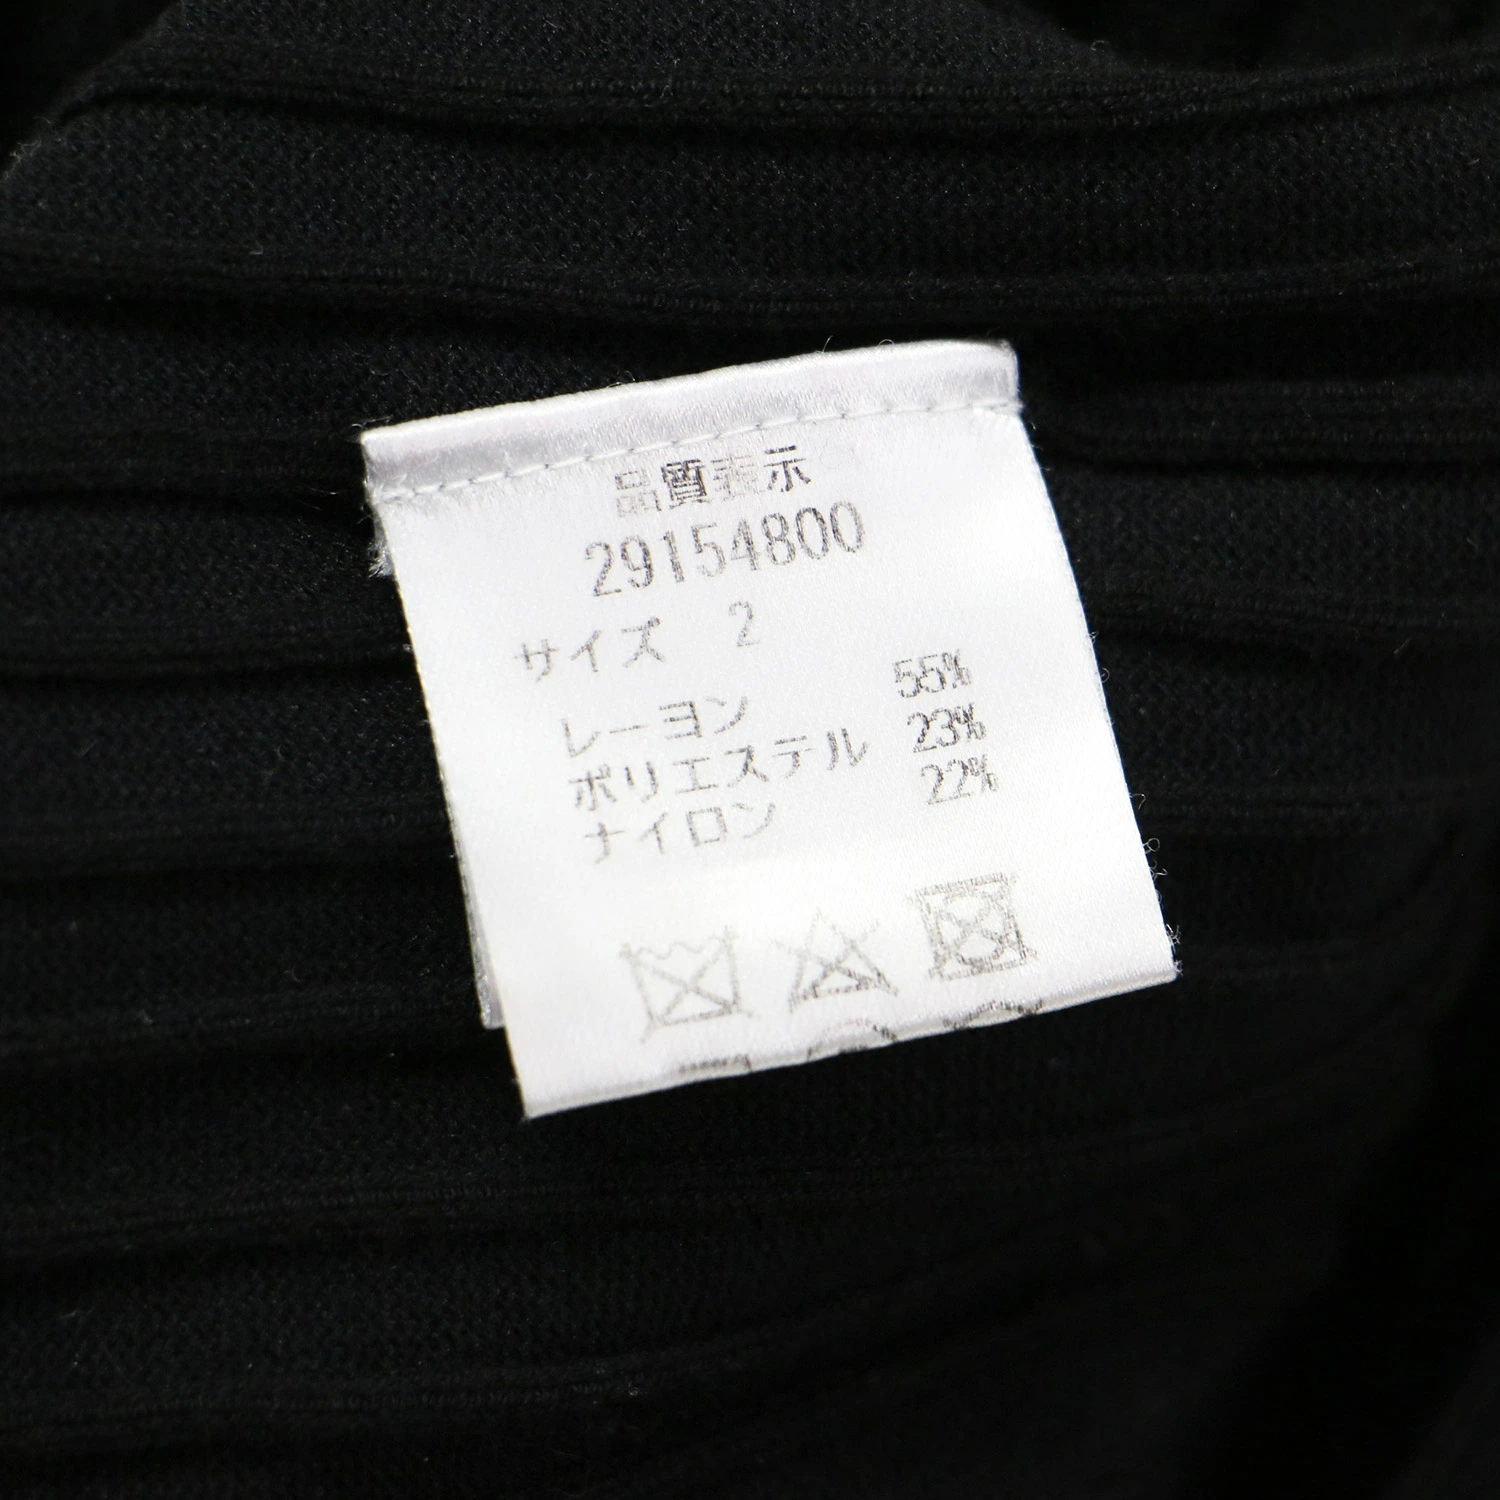 品質表示
29154800
サイズ 2
レーヨン 55%
ポリエステル 23%
ナイロン 22%